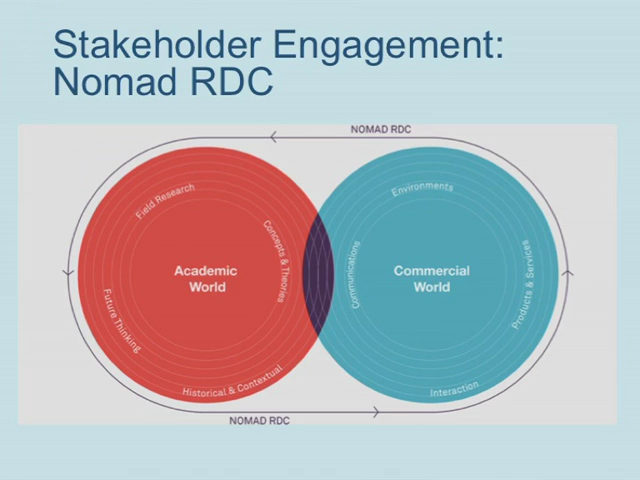 Stakeholder Engagement:
Nomad RDC
NOMAD RDC
Field Research
Concepts & Theories
Academic
World
Future Thinking
Historical & Contextual
Environments
Communications
Commercial
World
Products & Services
Interaction
NOMAD RDC